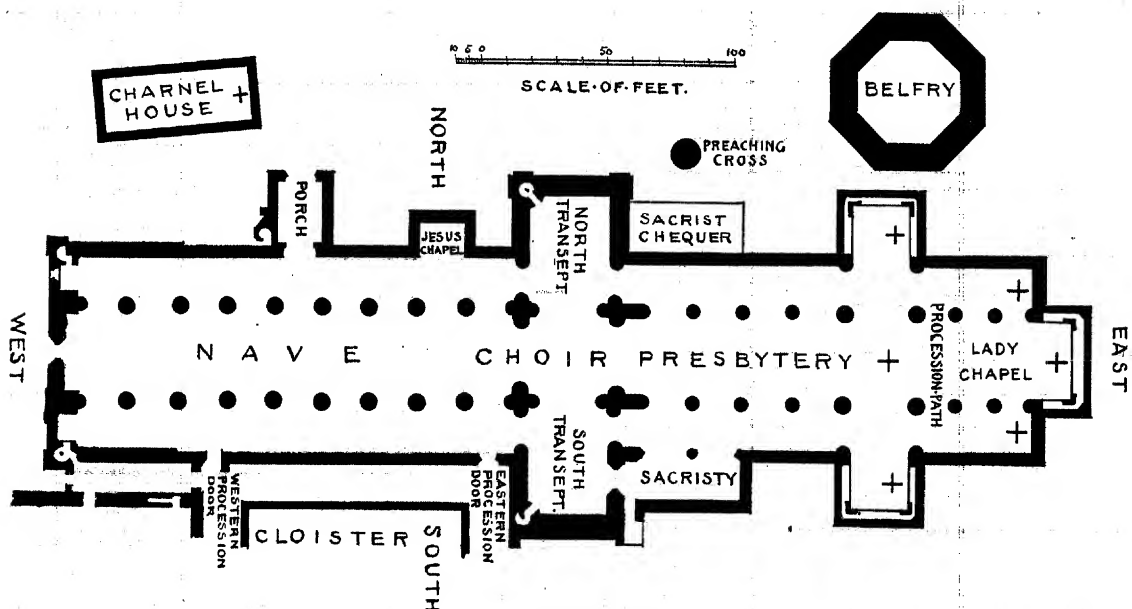 10 5 0 50 100
SCALE·OF·FEET.
CHARNEL
HOUSE
BELFRY
NORTH
PREACHING
CROSS
PORCH
JESUS
CHAPEL
NORTH
TRANSEPT
SACRIST
CHEQUER
WEST
NAVE
CHOIR
PRESBYTERY
PROCESSION·PATH
LADY
CHAPEL
EAST
SOUTH
TRANSEPT.
SACRISTY
WESTERN
PROCESSION
DOOR
EASTERN
PROCESSION
DOOR
CLOISTER
SOUTH